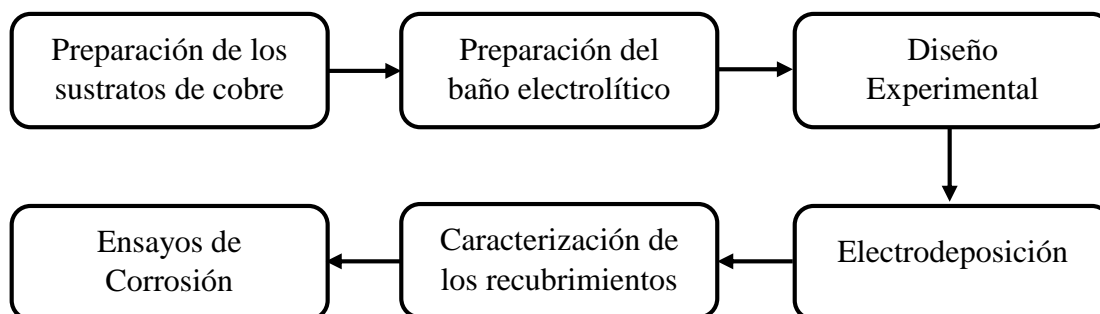 Preparación de los
sustratos de cobre
Preparación del
baño electrolítico
Diseño
Experimental
Electrodeposición
Caracterización de
los recubrimientos
Ensayos de
Corrosión